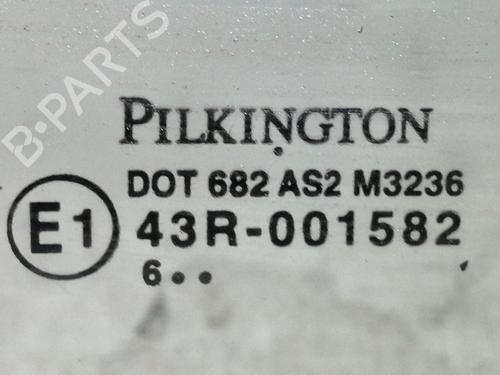 B-PARTS
PILKINGTON
DOT 682 AS2 M3236
E1 43R-001582
6..